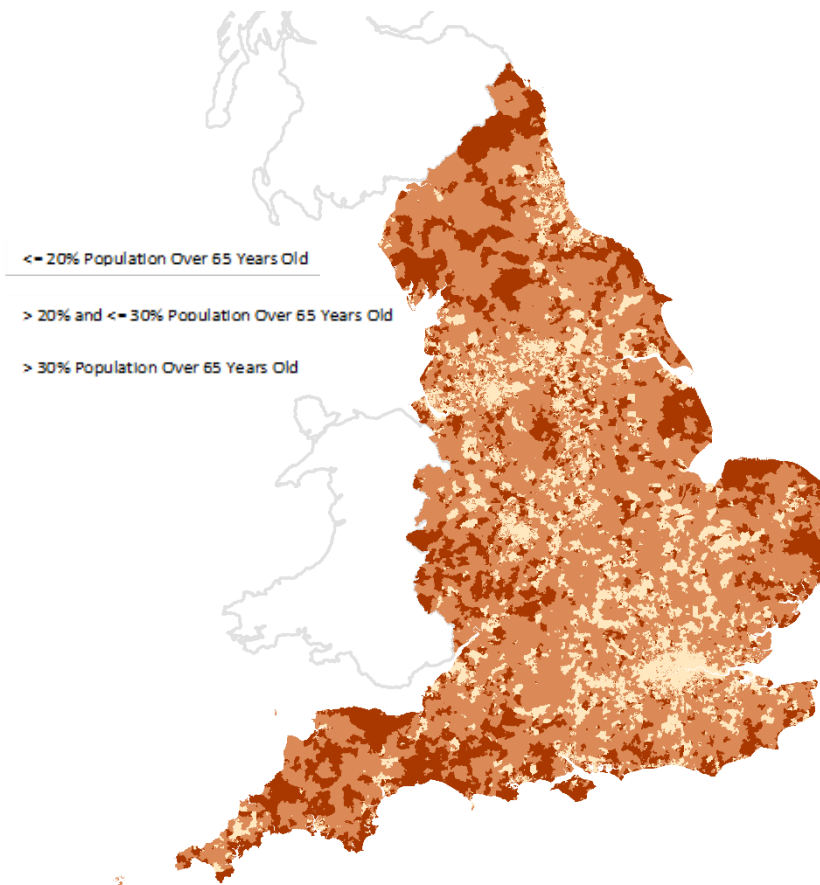 <= 20% Population Over 65 Years Old
> 20% and <= 30% Population Over 65 Years Old
> 30% Population Over 65 Years Old